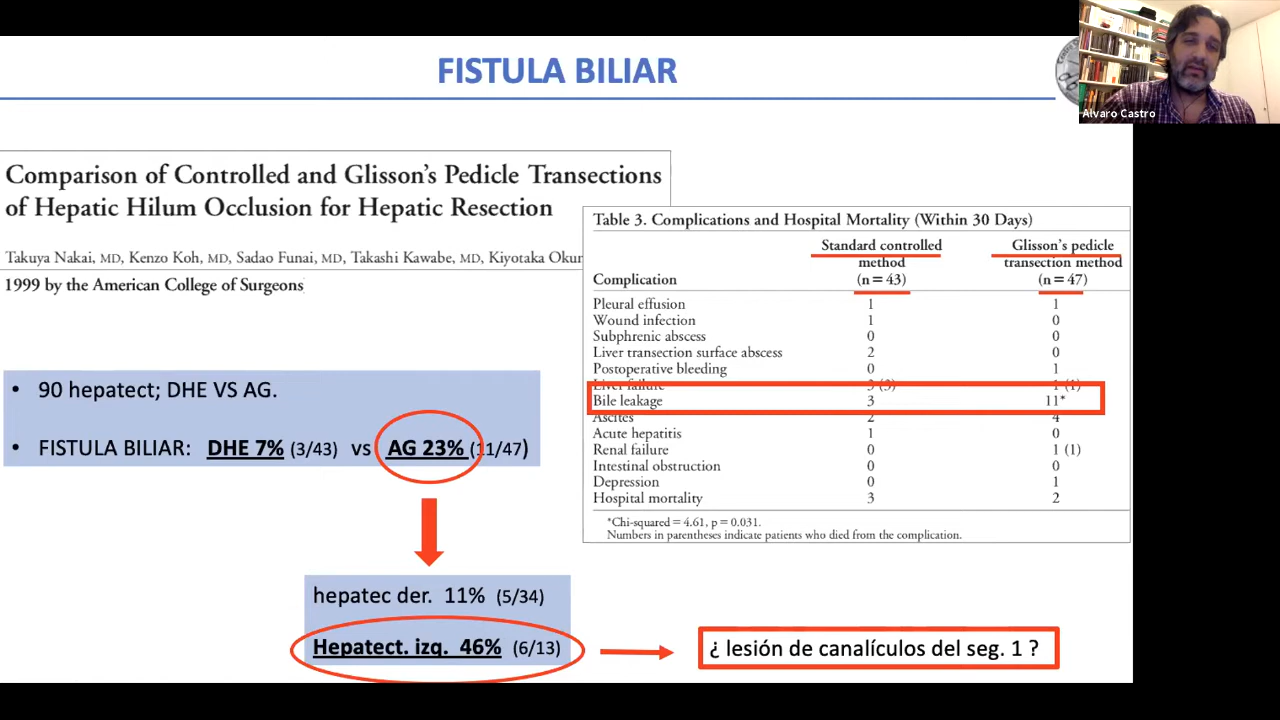 FISTULA BILIAR
Alvaro Castro
Comparison of Controlled and Glisson's Pedicle Transections
of Hepatic Hilum Occlusion for Hepatic Resection
Takuya Nakai, MD, Kenzo Koh, MD, Sadao Funai, MD, Takashi Kawabe, MD, Kiyotaka Okun
1999 by the American College of Surgeons
Table 3. Complications and Hospital Mortality (Within 30 Days)
Standard controlled Glisson's pedicle
method transection method
Complication (n = 43) (n = 47)
Pleural effusion 1 1
Wound infection 1 0
Subphrenic abscess 0 0
Liver transection surface abscess 2 0
Postoperative bleeding 0 1
Liver failure 3 (3) 1 (1)
Bile leakage 3 11*
Ascites 2 4
Acute hepatitis 1 0
Renal failure 0 1 (1)
Intestinal obstruction 0 0
Depression 0 1
Hospital mortality 3 2
*Chi-squared = 4.61, p = 0.031.
Numbers in parentheses indicate patients who died from the complication.
• 90 hepatect; DHE VS AG.
• FISTULA BILIAR: DHE 7% (3/43) vs AG 23% (11/47)
hepatec der. 11% (5/34)
Hepatect. izq. 46% (6/13)
¿ lesión de canalículos del seg. 1 ?